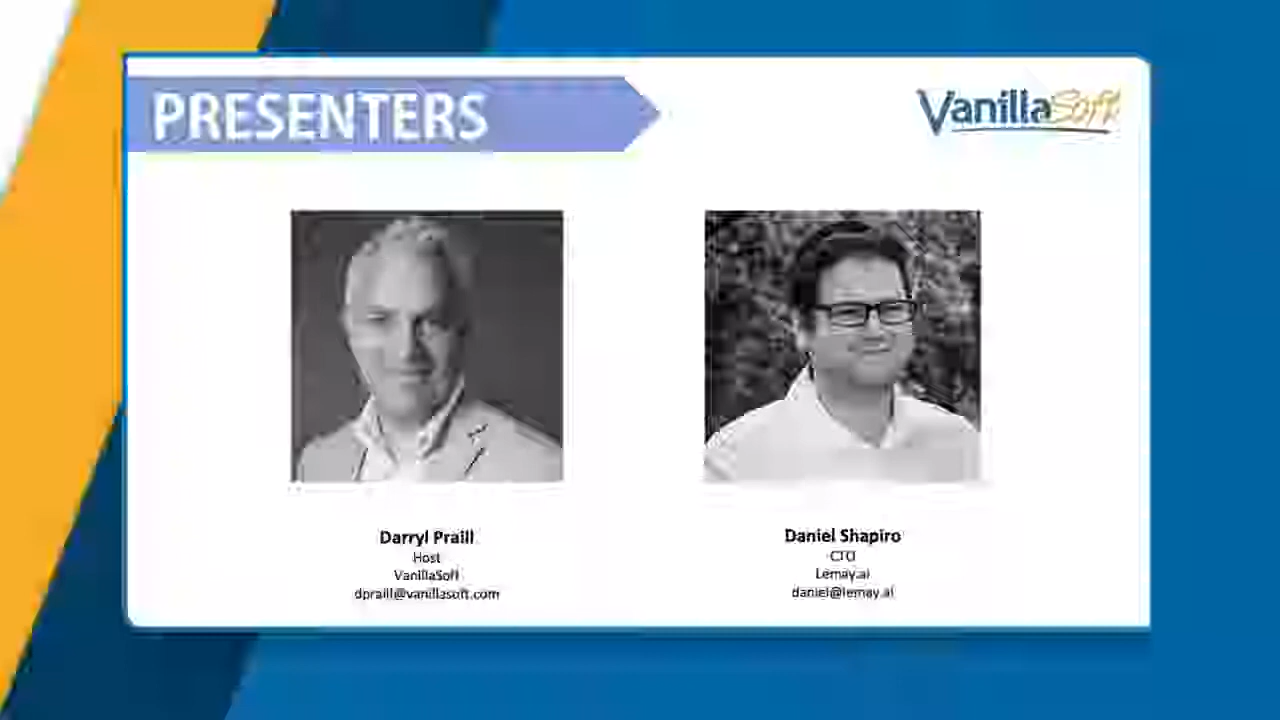 PRESENTERS
VanillaSoft
Darryl Praill
Host
VanillaSoft
dpraill@vanillasoft.com
Daniel Shapiro
CTO
Lemay.ai
daniel@lemay.ai